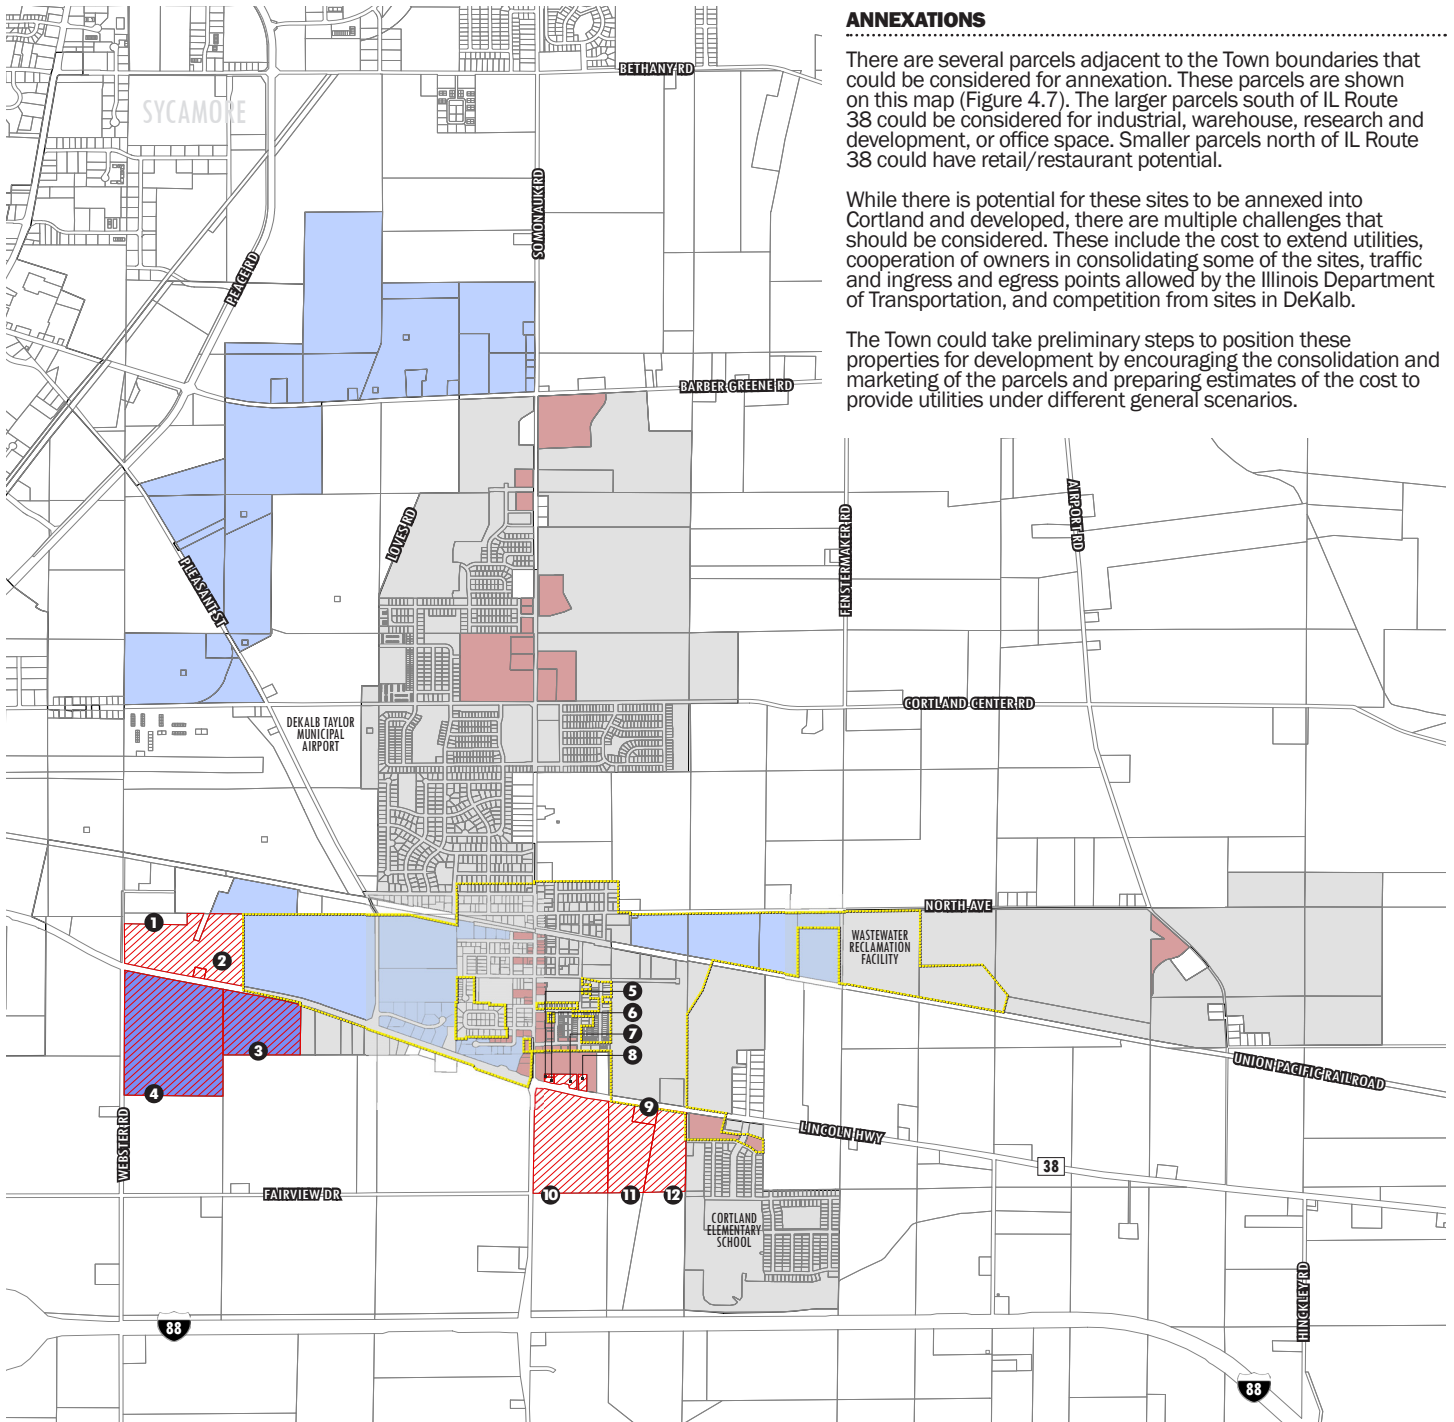 ANNEXATIONS
There are several parcels adjacent to the Town boundaries that
could be considered for annexation. These parcels are shown
on this map (Figure 4.7). The larger parcels south of IL Route
38 could be considered for industrial, warehouse, research and
development, or office space. Smaller parcels north of IL Route
38 could have retail/restaurant potential.
While there is potential for these sites to be annexed into
Cortland and developed, there are multiple challenges that
should be considered. These include the cost to extend utilities,
cooperation of owners in consolidating some of the sites, traffic
and ingress and egress points allowed by the Illinois Department
of Transportation, and competition from sites in DeKalb.
The Town could take preliminary steps to position these
properties for development by encouraging the consolidation and
marketing of the parcels and preparing estimates of the cost to
provide utilities under different general scenarios.
BETHANY RD
SYCAMORE
SOMONAUK RD
PEACE RD
BARBER GREENE RD
LOVES RD
FENSTERMAKER RD
AIRPORT RD
PLEASANT ST
CORTLAND CENTER RD
DEKALB TAYLOR
MUNICIPAL
AIRPORT
NORTH AVE
WASTEWATER
RECLAMATION
FACILITY
1
2
3
4
5
6
7
8
9
10
11
12
UNION PACIFIC RAILROAD
LINCOLN HWY
38
WEBSTER RD
FAIRVIEW DR
CORTLAND
ELEMENTARY
SCHOOL
HINCKLEY RD
88
88